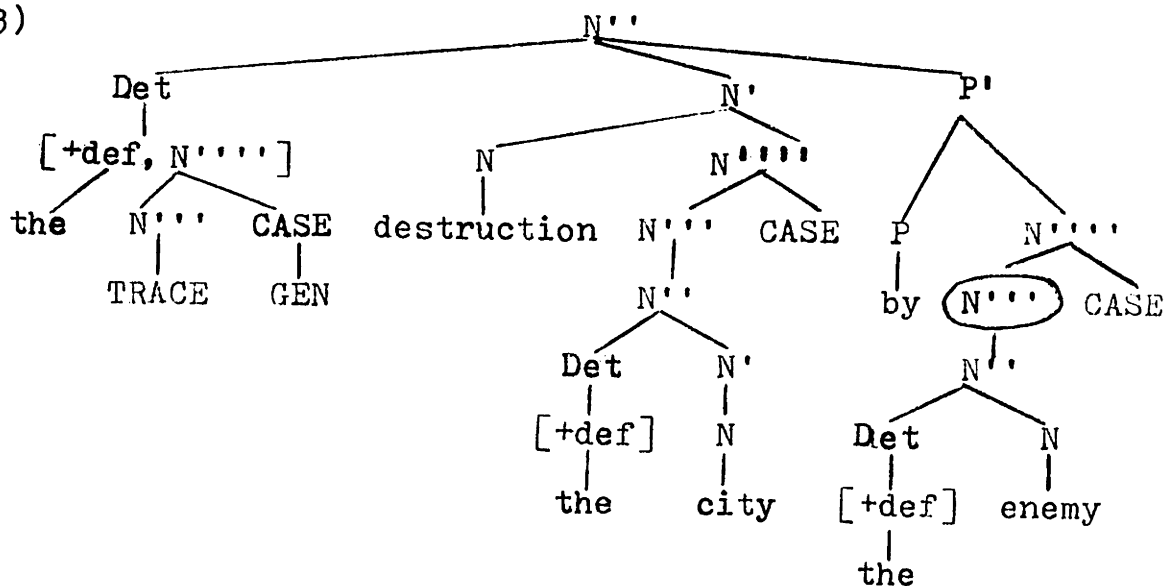 3)
N''
Det N' P'
[+def, N''''] N N''''
the N''' CASE destruction N''' CASE P N''''
TRACE GEN N'' by N''' CASE
Det N' N''
[+def] N Det N
the city [+def] enemy
the